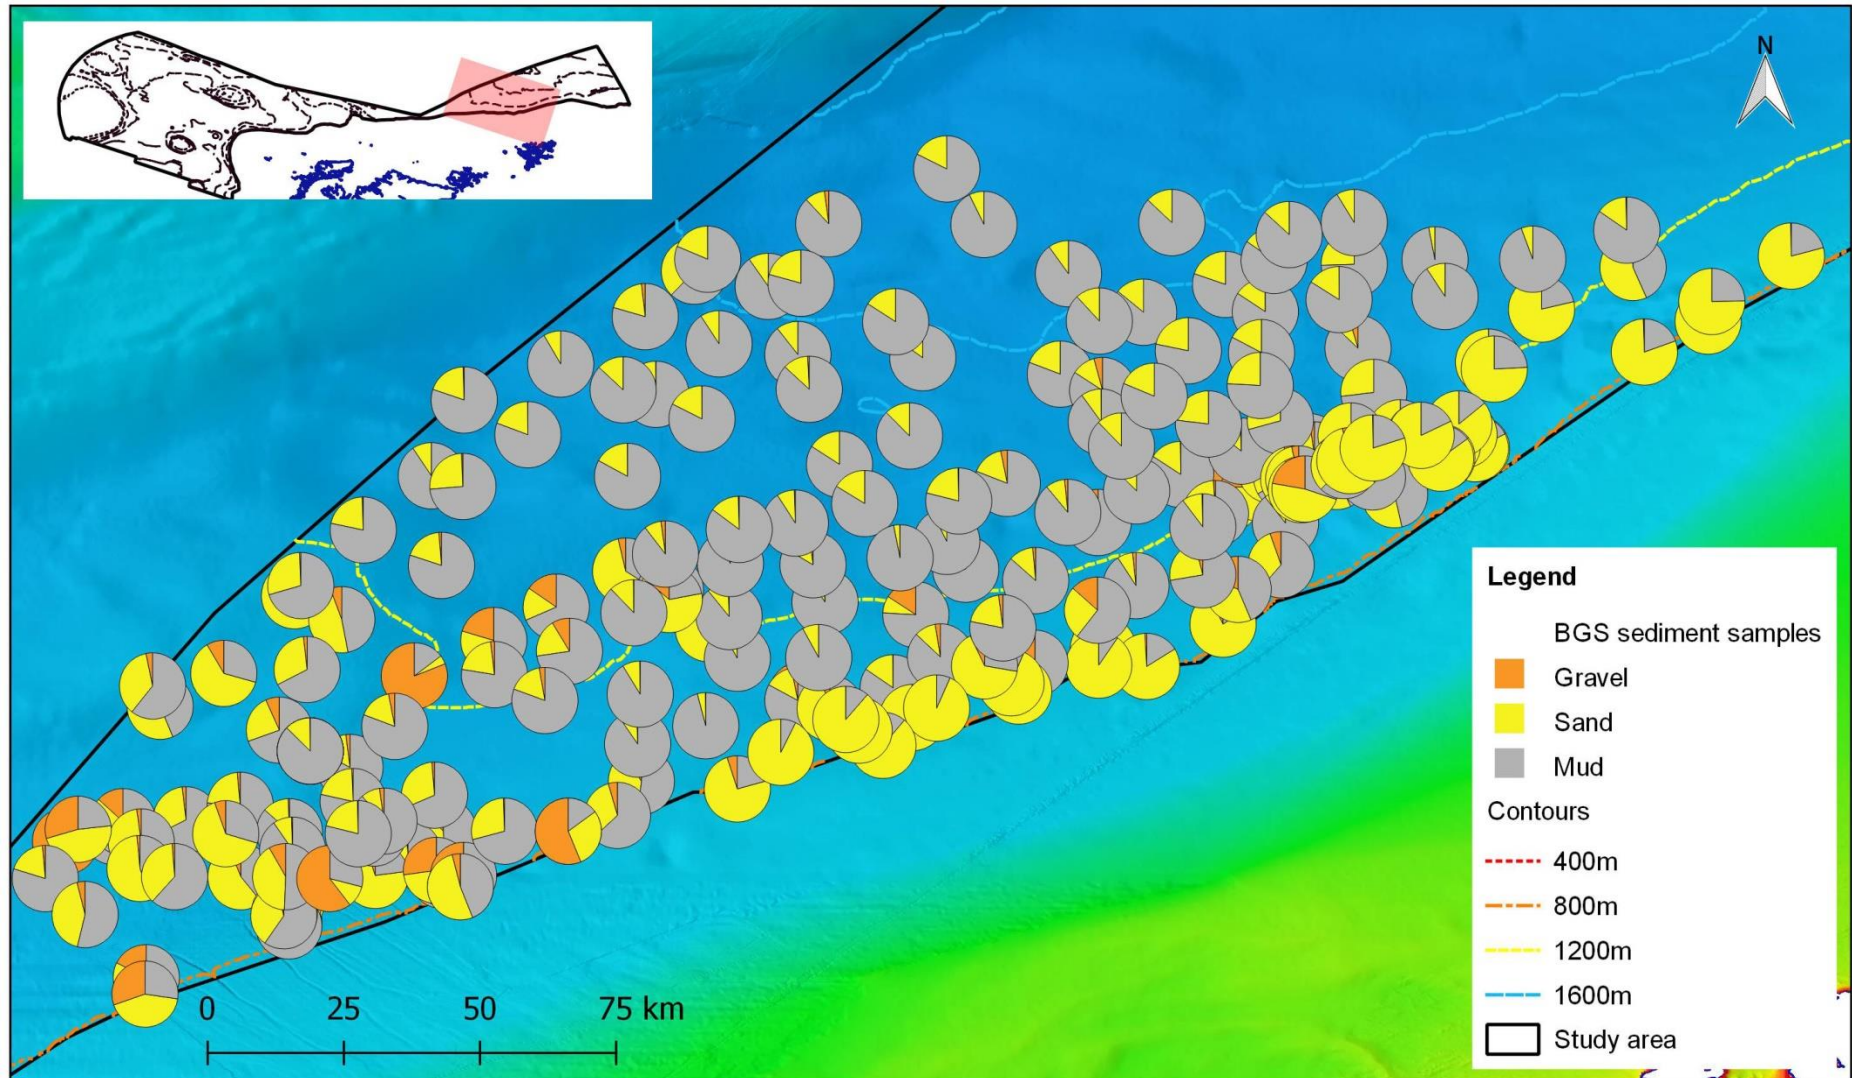 N
Legend
BGS sediment samples
Gravel
Sand
Mud
Contours
400m
800m
1200m
1600m
Study area
0 25 50 75 km